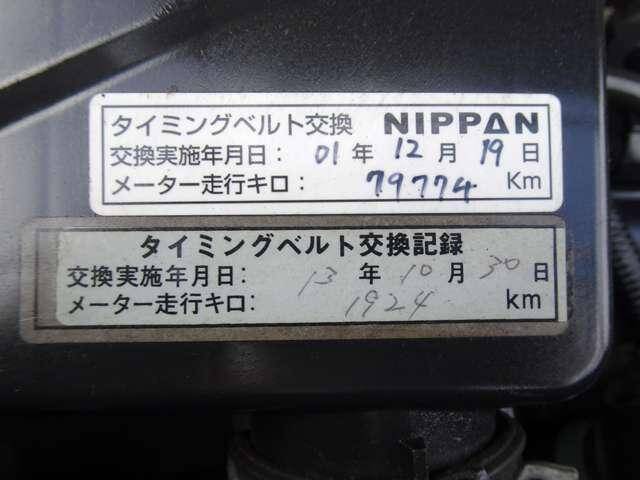 タイミングベルト交換 NIPPAN
交換実施年月日： 01 年 12 月 19 日
メーター走行キロ： 79774 Km
タイミングベルト交換記録
交換実施年月日： 13 年 10 月 30 日
メーター走行キロ： 1924 km